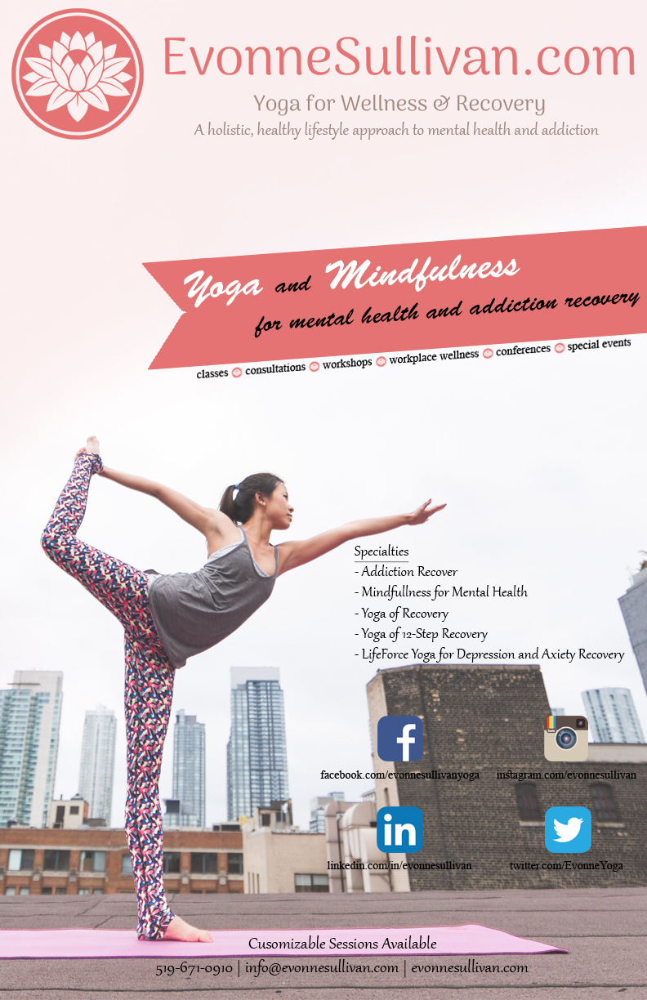 EvonneSullivan.com
Yoga for Wellness & Recovery
A holistic, healthy lifestyle approach to mental health and addiction
Yoga and Mindfulness
for mental health and addiction recovery
classes consultations workshops workplace wellness conferences special events
Specialties
- Addiction Recover
- Mindfullness for Mental Health
- Yoga of Recovery
- Yoga of 12-Step Recovery
- LifeForce Yoga for Depression and Axiety Recovery
facebook.com/evonnesullivanyoga instagram.com/evonnesullivan
in
linkedin.com/in/evonnesullivan twitter.com/EvonneYoga
Cusomizable Sessions Available
519-671-0910 | info@evonnesullivan.com | evonnesullivan.com